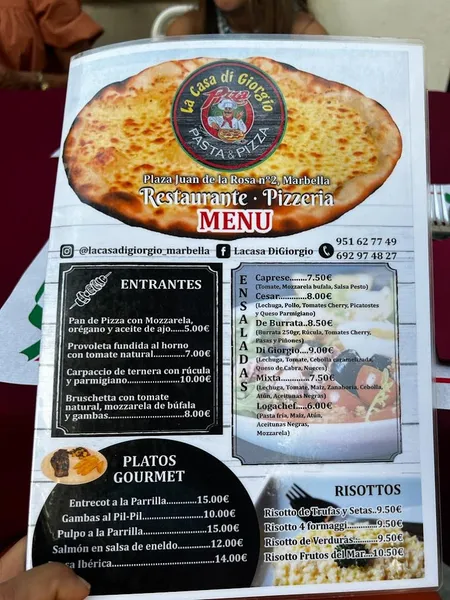 La Casa di Giorgio
PASTA & PIZZA
Plaza Juan de la Rosa nº2, Marbella
Restaurante · Pizzeria
MENU
@lacasadigiorgio_marbella Lacasa DiGiorgio
951 62 77 49
692 97 48 27
ENTRANTES
Pan de Pizza con Mozzarela,
orégano y aceite de ajo......5.00€
Provoleta fundida al horno
con tomate natural..........7.00€
Carpaccio de ternera con rúcula
y parmigiano................10.00€
Bruschetta con tomate
natural, mozzarela de búfala
y gambas.....................8.00€
ENSALADAS
Caprese........7.50€
(Tomate, Mozzarela bufala, Salsa Pesto)
Cesar..........8.00€
(Lechuga, Pollo, Tomates Cherry, Picatostes
y Queso Parmigiano)
De Burrata..8.50€
(Burrata 250gr, Rúcula, Tomates Cherry,
Pasas y Piñones)
Di Giorgio....9.00€
(Lechuga, Tomate, Cebolla caramelizada,
Queso de Cabra, Nueces)
Mixta..........7.50€
(Lechuga, Tomate, Maiz, Zanahoria, Cebolla
Atún, Aceitunas Negras)
Logachef....6.00€
(Pasta fría, Maiz, Atún,
Aceitunas Negras,
Mozzarela)
PLATOS
GOURMET
Entrecot a la Parrilla.............15.00€
Gambas al Pil-Pil..................10.00€
Pulpo a la Parrilla................15.00€
Salmón en salsa de eneldo...12.00€
Ibérica..................14.00€
RISOTTOS
Risotto de Trufas y Setas..9.50€
Risotto 4 formaggi............9.50€
Risotto de Verduras.........9.50€
Risotto Frutos del Mar...10.50€